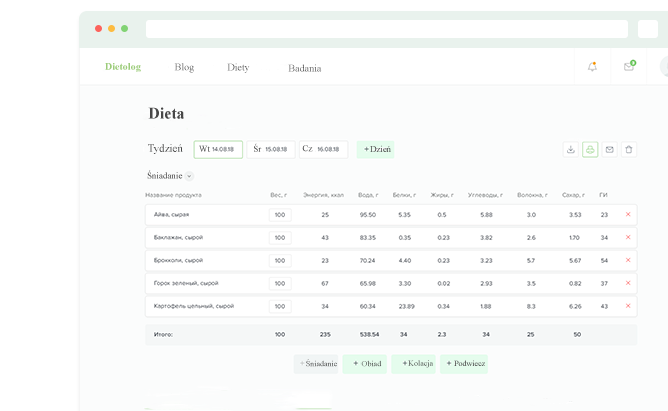 Dictolog Blog Diety Badania
Dieta
Tydzień Wt 14.08.18 Śr 15.08.18 Cz 16.08.18 +Dzień
Śniadanie
Название продукта Вес, г Энергия, ккал Вода, г Белки, г Жиры, г Углеводы, г Волокна, г Сахар, г ГИ
Айва, сырая 100 25 95.50 5.35 0.5 5.88 3.0 3.53 23
Баклажан, сырой 100 43 83.35 0.35 0.23 3.82 2.6 1.70 34
Брокколи, сырой 100 23 70.24 4.40 0.23 3.23 5.7 5.67 54
Горох зеленый, сырой 100 67 65.98 3.30 0.02 2.93 3.5 0.82 37
Картофель цельный, сырой 100 34 60.34 23.89 0.34 1.88 8.3 6.26 43
Итого: 100 235 538.54 34 2.3 34 25 50
+Śniadanie + Obiad +Kolacja + Podwiecz